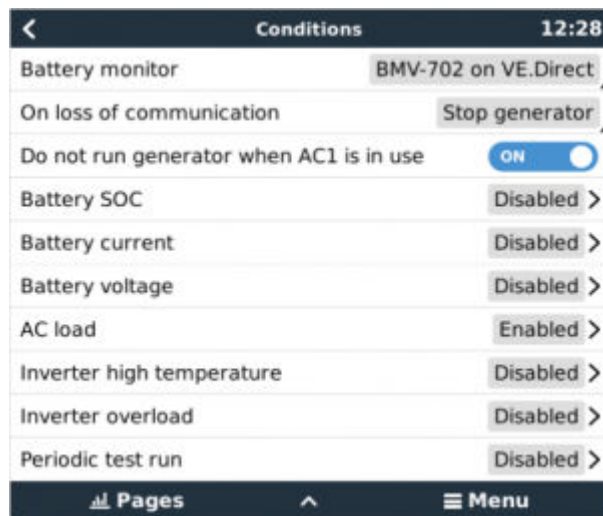 Conditions 12:28
Battery monitor BMV-702 on VE.Direct
On loss of communication Stop generator
Do not run generator when AC1 is in use ON
Battery SOC Disabled
Battery current Disabled
Battery voltage Disabled
AC load Enabled
Inverter high temperature Disabled
Inverter overload Disabled
Periodic test run Disabled
Pages Menu